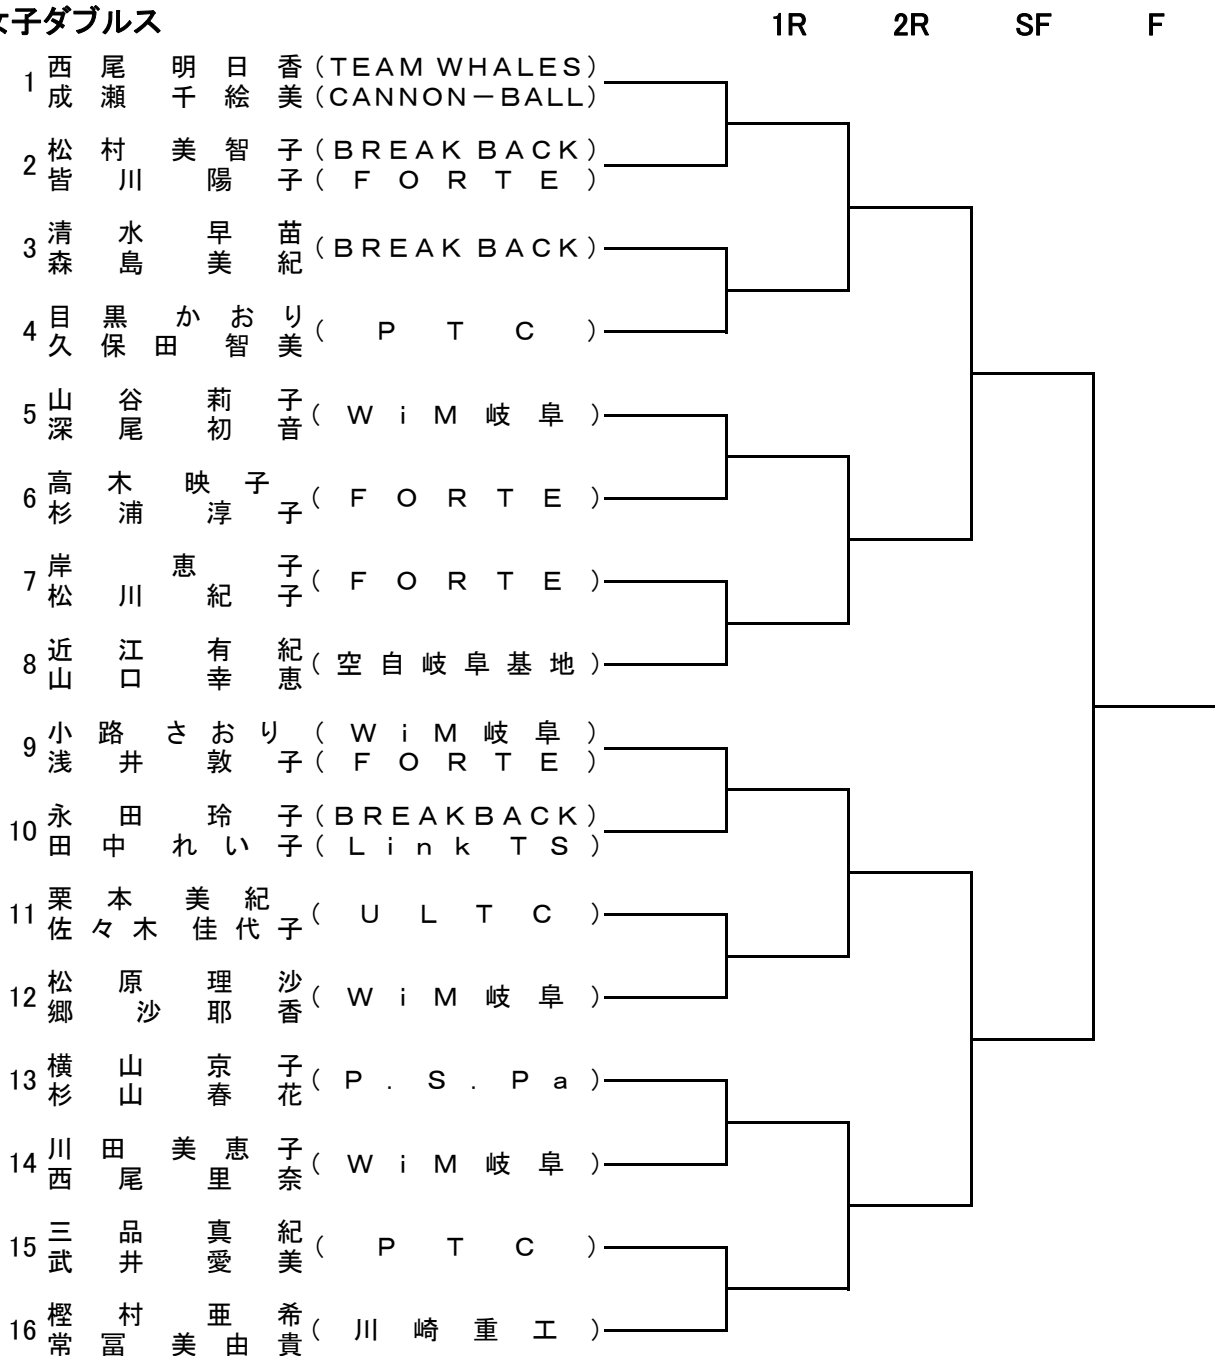 女子ダブルス 1R 2R SF F
1 西尾 明日香 (TEAM WHALES)
成瀬 千絵美 (CANNON－BALL)
2 松村 美智子 (BREAK BACK)
皆川 陽子 (FORTE)
3 清水 早苗 (BREAK BACK)
森島 美紀
4 目黒 かおり (PTC)
久保田 智美
5 山谷 莉子 (WiM岐阜)
深尾 初音
6 高木 映子 (FORTE)
杉浦 淳子
7 岸 恵子 (FORTE)
松川 紀子
8 近江 有紀 (空自岐阜基地)
山口 幸恵
9 小路 さおり (WiM岐阜)
浅井 敦子 (FORTE)
10 永田 玲子 (BREAKBACK)
田中 れい子 (Link TS)
11 栗本 美紀 (ULTC)
佐々木 佳代子
12 松原 理沙 (WiM岐阜)
郷 沙耶香
13 横山 京子 (P.S.Pa)
杉山 春花
14 川田 美恵子 (WiM岐阜)
西尾 里奈
15 三品 真紀 (PTC)
武井 愛美
16 樫村 亜希 (川崎重工)
常冨 美由貴